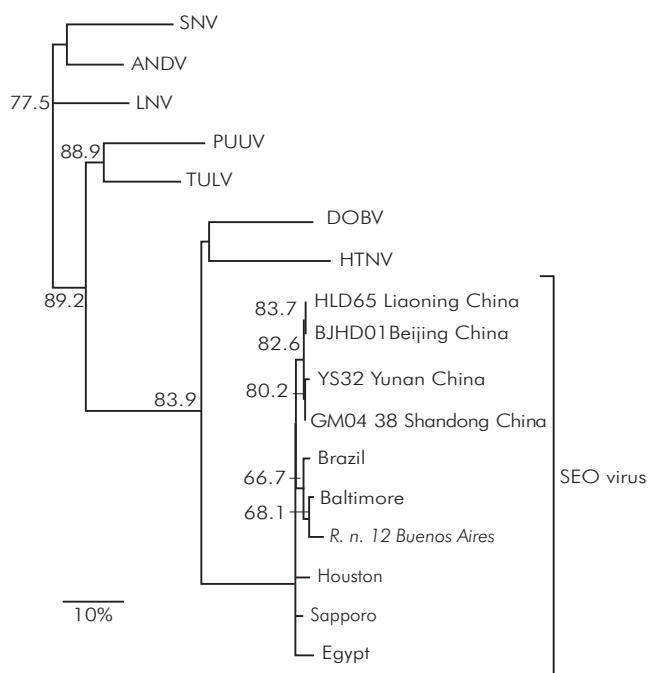 SNV
ANDV
77.5
LNV
88.9
PUUV
TULV
DOBV
HTNV
89.2
83.7
HLD65 Liaoning China
BJHD01Beijing China
82.6
YS32 Yunan China
80.2
83.9
GM04 38 Shandong China
Brazil
66.7
SEO virus
Baltimore
68.1
R. n. 12 Buenos Aires
Houston
10%
Sapporo
Egypt